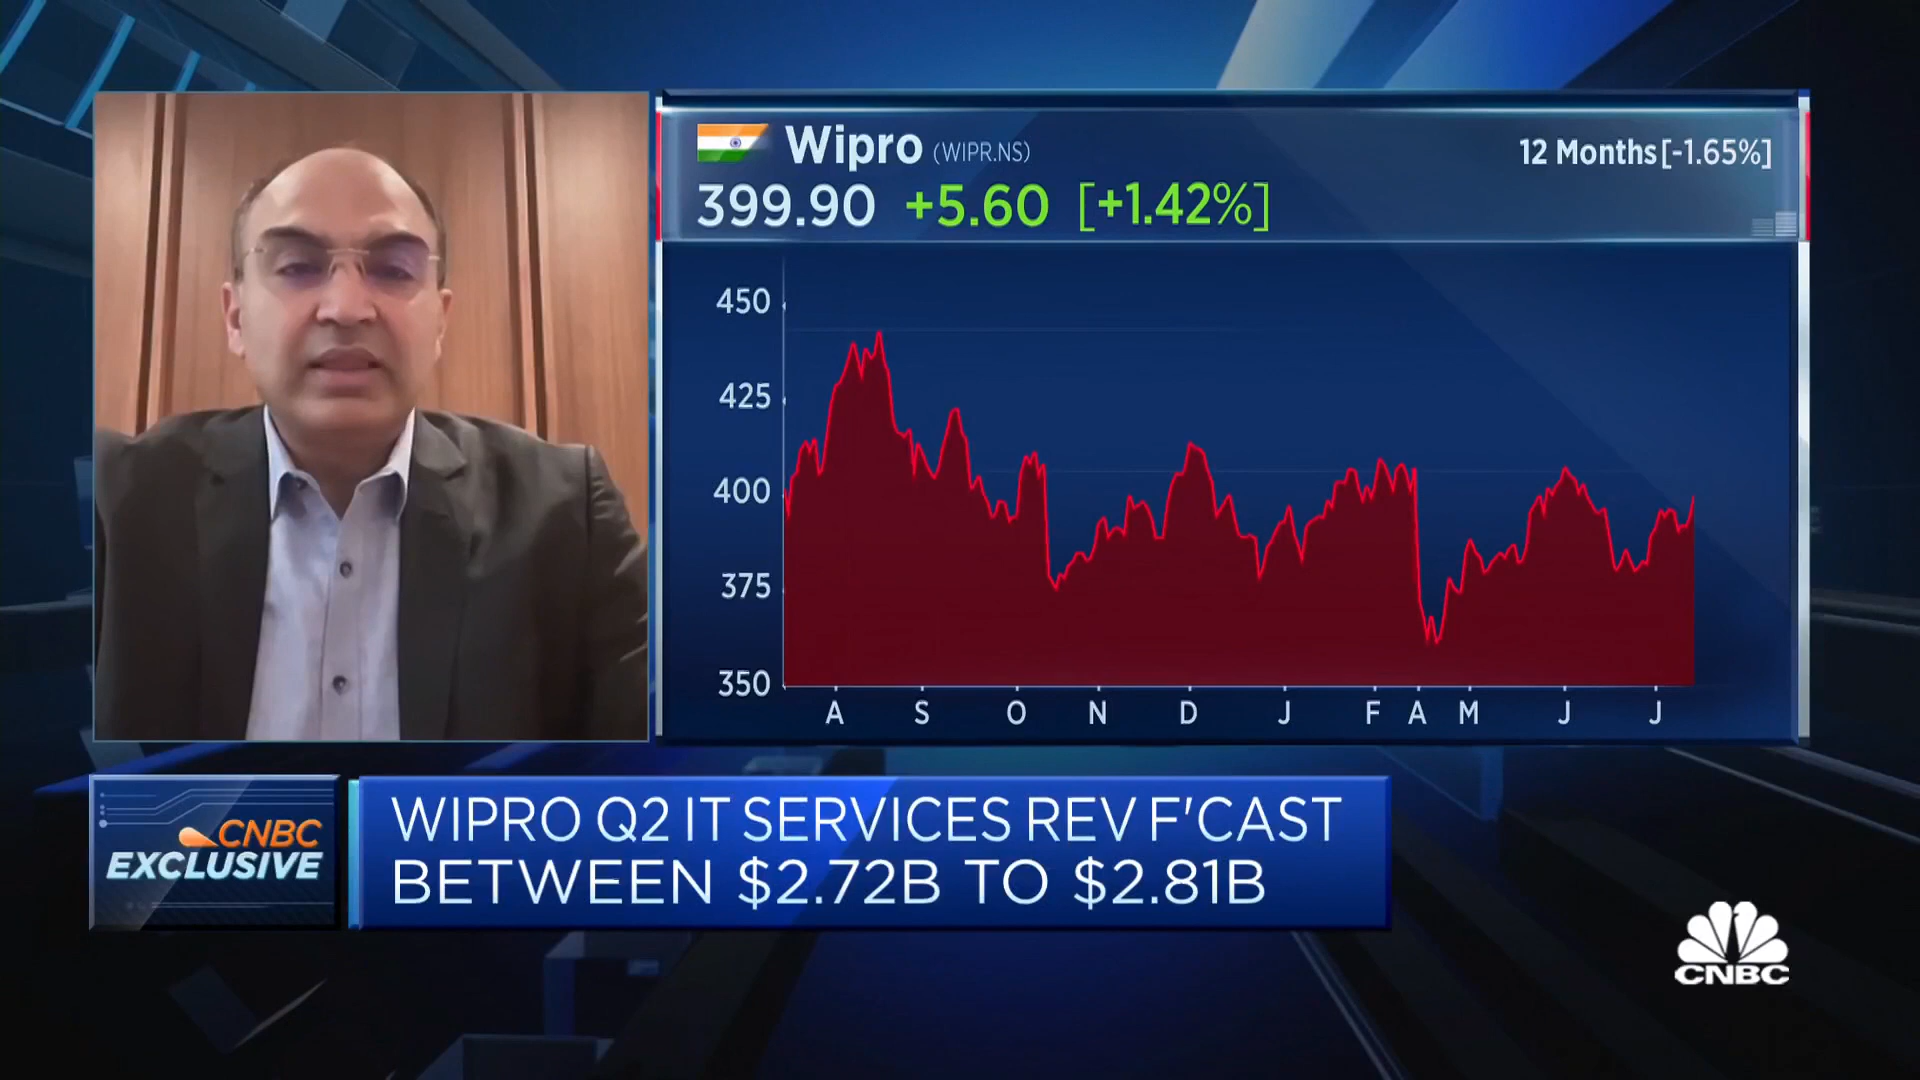 Wipro (WIPR.NS)
12 Months[-1.65%]
399.90 +5.60 [+1.42%]
450
425
400
375
350
A S O N D J F A M J J
CNBC
EXCLUSIVE
WIPRO Q2 IT SERVICES REV F'CAST
BETWEEN $2.72B TO $2.81B
CNBC